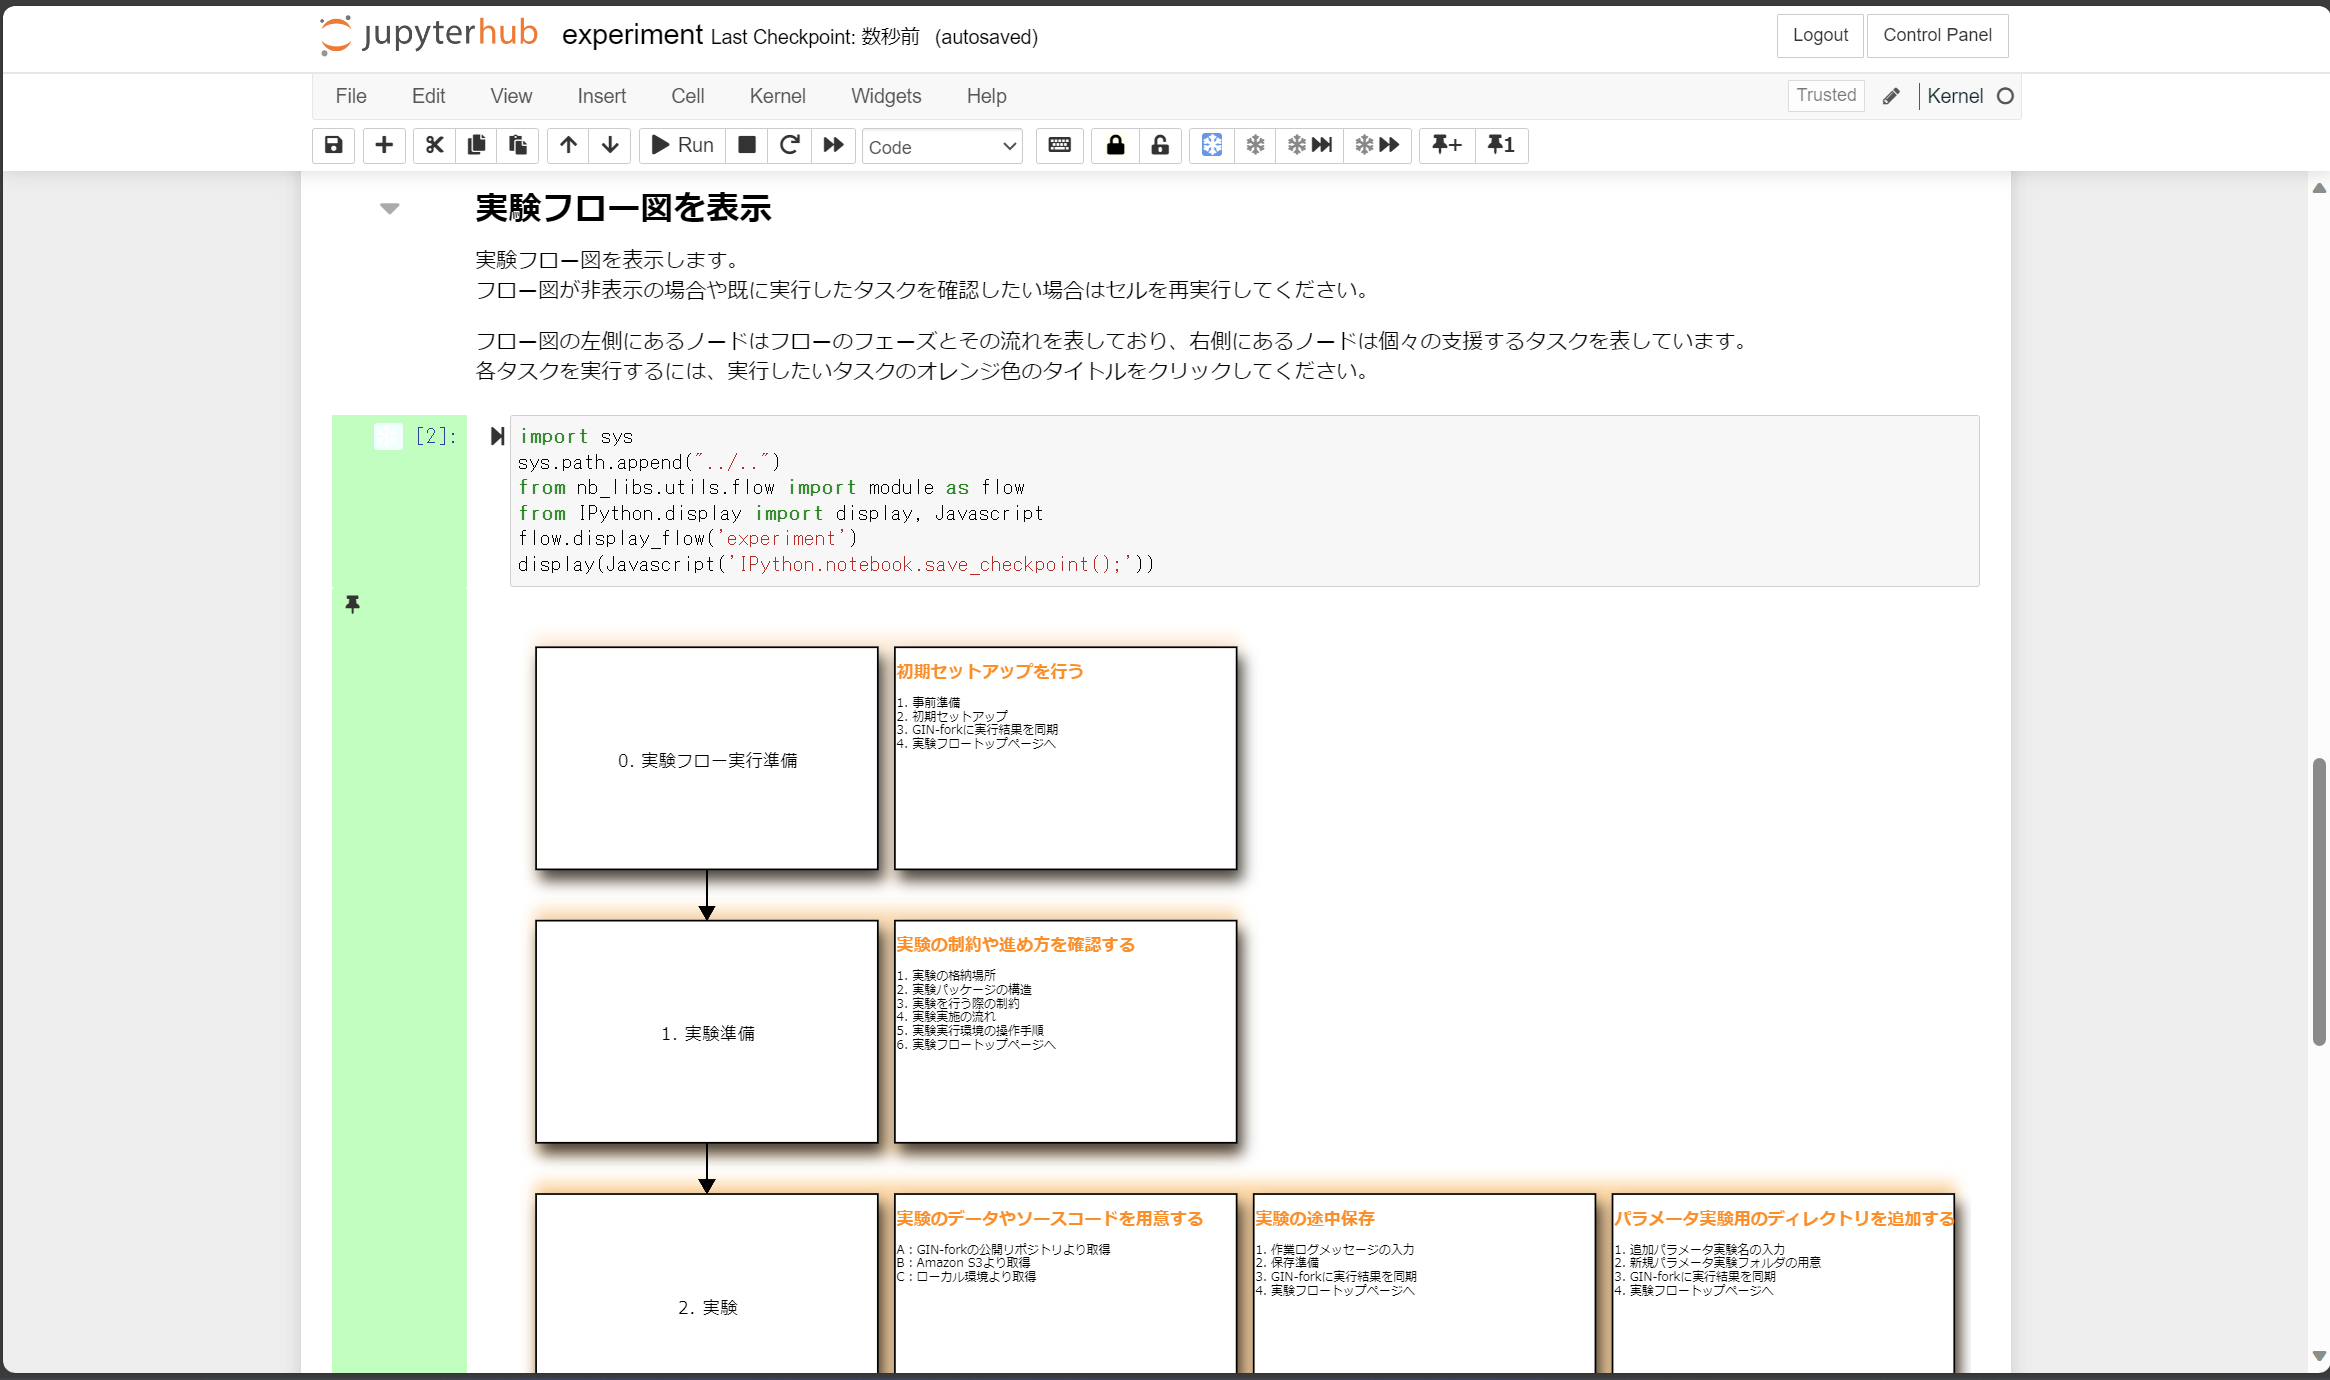 jupyterhub experiment Last Checkpoint: 数秒前 (autosaved)
Logout
Control Panel
File Edit View Insert Cell Kernel Widgets Help
Trusted
Kernel
Run
Code
+
1
実験フロー図を表示
実験フロー図を表示します。
フロー図が非表示の場合や既に実行したタスクを確認したい場合はセルを再実行してください。
フロー図の左側にあるノードはフローのフェーズとその流れを表しており、右側にあるノードは個々の支援するタスクを表しています。
各タスクを実行するには、実行したいタスクのオレンジ色のタイトルをクリックしてください。
[2]:
import sys
sys.path.append("../..")
from nb_libs.utils.flow import module as flow
from IPython.display import display, Javascript
flow.display_flow('experiment')
display(Javascript('IPython.notebook.save_checkpoint();'))
0. 実験フロー実行準備
初期セットアップを行う
1. 事前準備
2. 初期セットアップ
3. GIN-forkに実行結果を同期
4. 実験フロートップページへ
1. 実験準備
実験の制約や進め方を確認する
1. 実験の格納場所
2. 実験パッケージの構造
3. 実験を行う際の制約
4. 実験実施の流れ
5. 実験実行環境の操作手順
6. 実験フロートップページへ
2. 実験
実験のデータやソースコードを用意する
A：GIN-forkの公開リポジトリより取得
B：Amazon S3より取得
C：ローカル環境より取得
実験の途中保存
1. 作業ログメッセージの入力
2. 保存準備
3. GIN-forkに実行結果を同期
4. 実験フロートップページへ
パラメータ実験用のディレクトリを追加する
1. 追加パラメータ実験名の入力
2. 新規パラメータ実験フォルダの用意
3. GIN-forkに実行結果を同期
4. 実験フロートップページへ